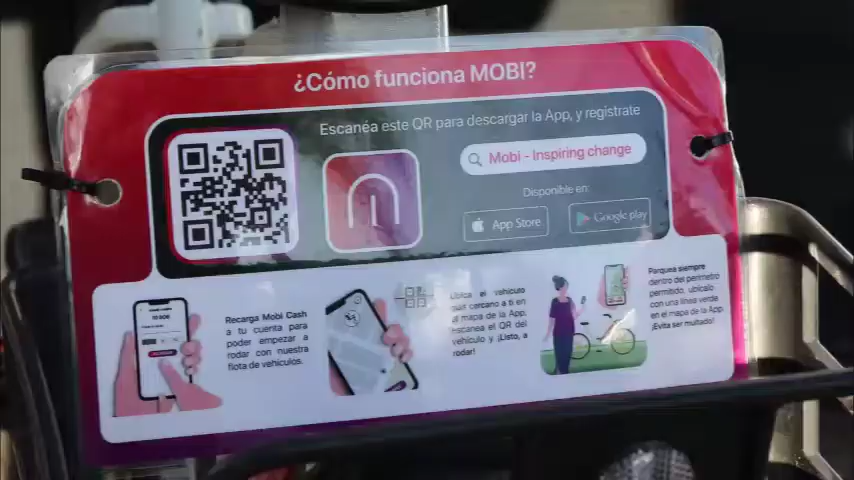 ¿Cómo funciona MOBI?
Escanéa este QR para descargar la App, y regístrate
Mobi - Inspiring change
Disponible en:
App Store
Google play
Recarga Mobi Cash
a tu cuenta para
poder empezar a
rodar con nuestra
flota de vehículos.
Ubica el vehículo
que cercano a ti en
el mapa de la App,
escanea el QR del
vehículo y ¡Listo, a
rodar!
Parquea siempre
dentro del perímetro
permitido, ubícalo
con una línea verde
en el mapa de la App.
¡Evita ser multado!